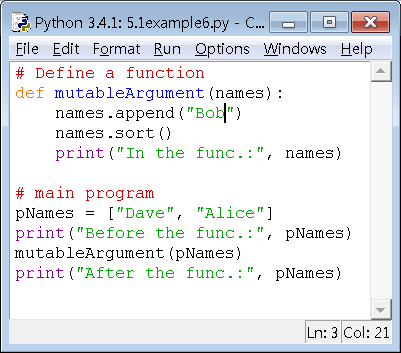 Python 3.4.1: 5.1example6.py - C...
File Edit Format Run Options Windows Help
# Define a function
def mutableArgument(names):
    names.append("Bob")
    names.sort()
    print("In the func.:", names)
# main program
pNames = ["Dave", "Alice"]
print("Before the func.:", pNames)
mutableArgument(pNames)
print("After the func.:", pNames)
Ln: 3 Col: 21